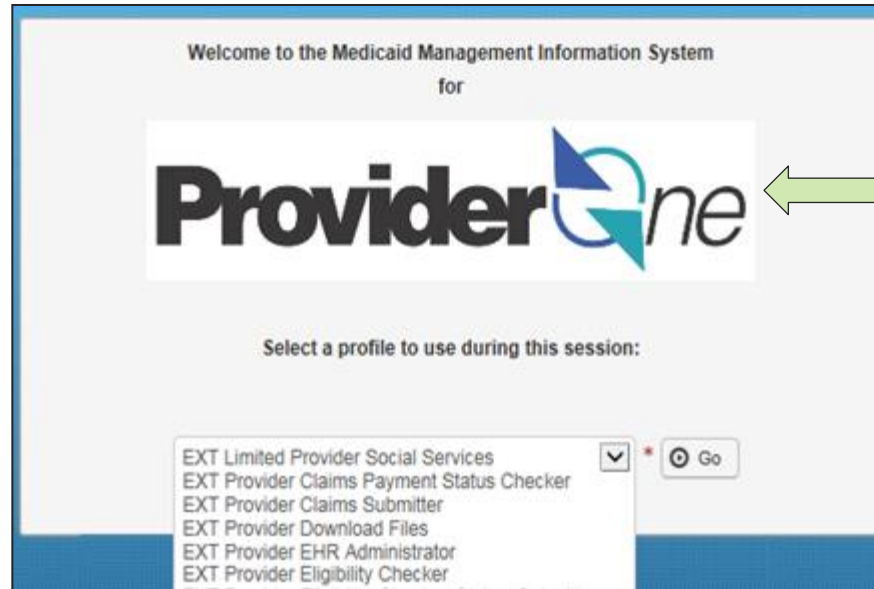 Welcome to the Medicaid Management Information System
for
ProviderOne
Select a profile to use during this session:
EXT Limited Provider Social Services
* Go
EXT Provider Claims Payment Status Checker
EXT Provider Claims Submitter
EXT Provider Download Files
EXT Provider EHR Administrator
EXT Provider Eligibility Checker